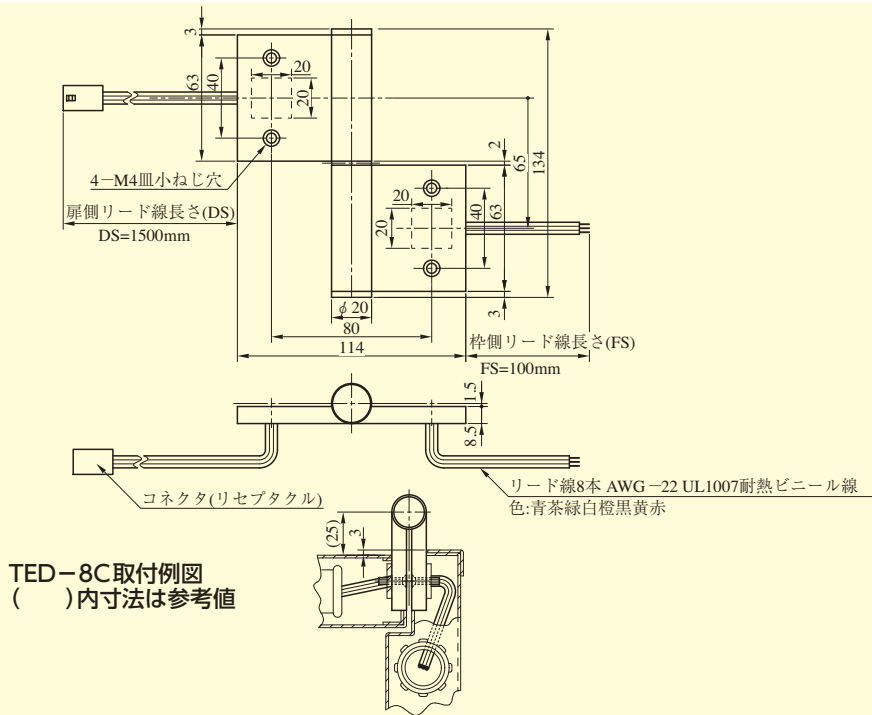 3
63
40
20
20
2
65
134
4−M4皿小ねじ穴
扉側リード線長さ(DS)
DS=1500mm
20
20
40
63
3
φ20
80
114
枠側リード線長さ(FS)
FS=100mm
1.5
8.5
コネクタ(リセプタクル)
リード線8本 AWG−22 UL1007耐熱ビニール線
色:青茶緑白橙黒黄赤
(25)
3
TED−8C取付例図
(　　)内寸法は参考値